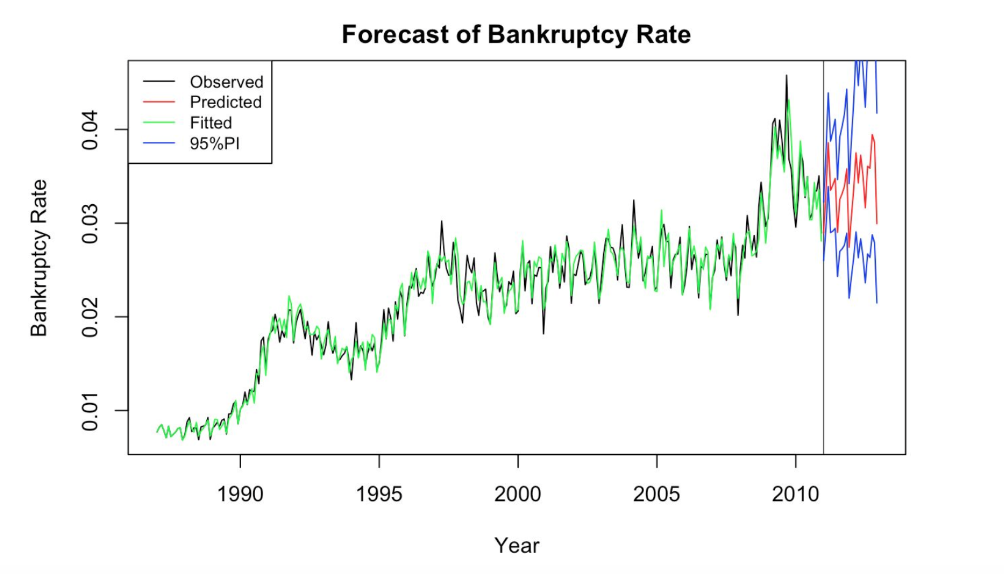 Forecast of Bankruptcy Rate
Observed
Predicted
Fitted
95%PI
Bankruptcy Rate
0.04
0.03
0.02
0.01
1990 1995 2000 2005 2010
Year